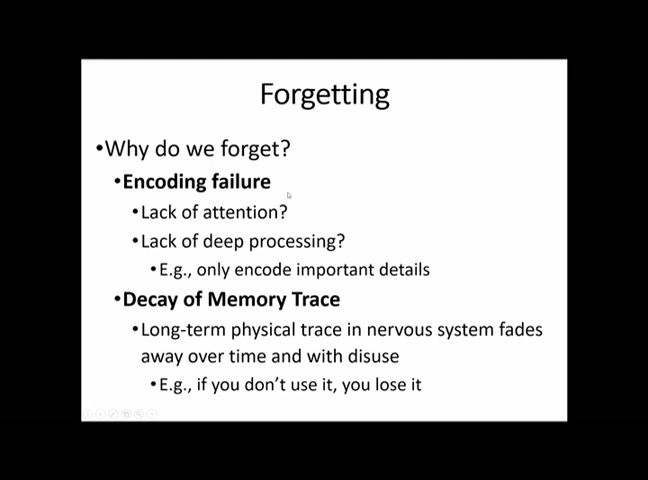 Forgetting
•Why do we forget?
•Encoding failure
•Lack of attention?
•Lack of deep processing?
•E.g., only encode important details
•Decay of Memory Trace
•Long-term physical trace in nervous system fades
away over time and with disuse
•E.g., if you don't use it, you lose it